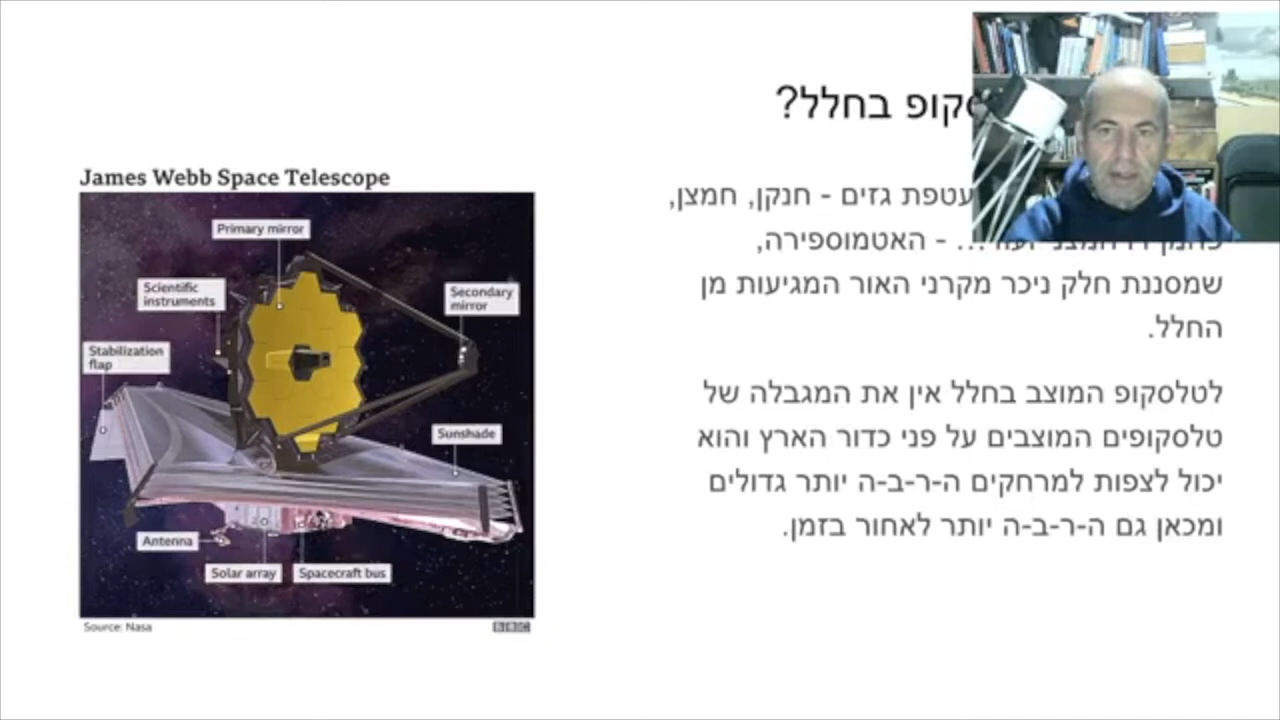 סקופ בחלל?
עטפת גזים - חנקן, חמצן,
... - האטמוספירה,
שמסננת חלק ניכר מקרני האור המגיעות מן
החלל.
לטלסקופ המוצב בחלל אין את המגבלה של
טלסקופים המוצבים על פני כדור הארץ והוא
יכול לצפות למרחקים ה-ר-ב-ה יותר גדולים
ומכאן גם ה-ר-ב-ה יותר לאחור בזמן.
James Webb Space Telescope
Primary mirror
Scientific
instruments
Secondary
mirror
Stabilization
flap
Sunshade
Antenna
Solar array
Spacecraft bus
Source: Nasa
BBC